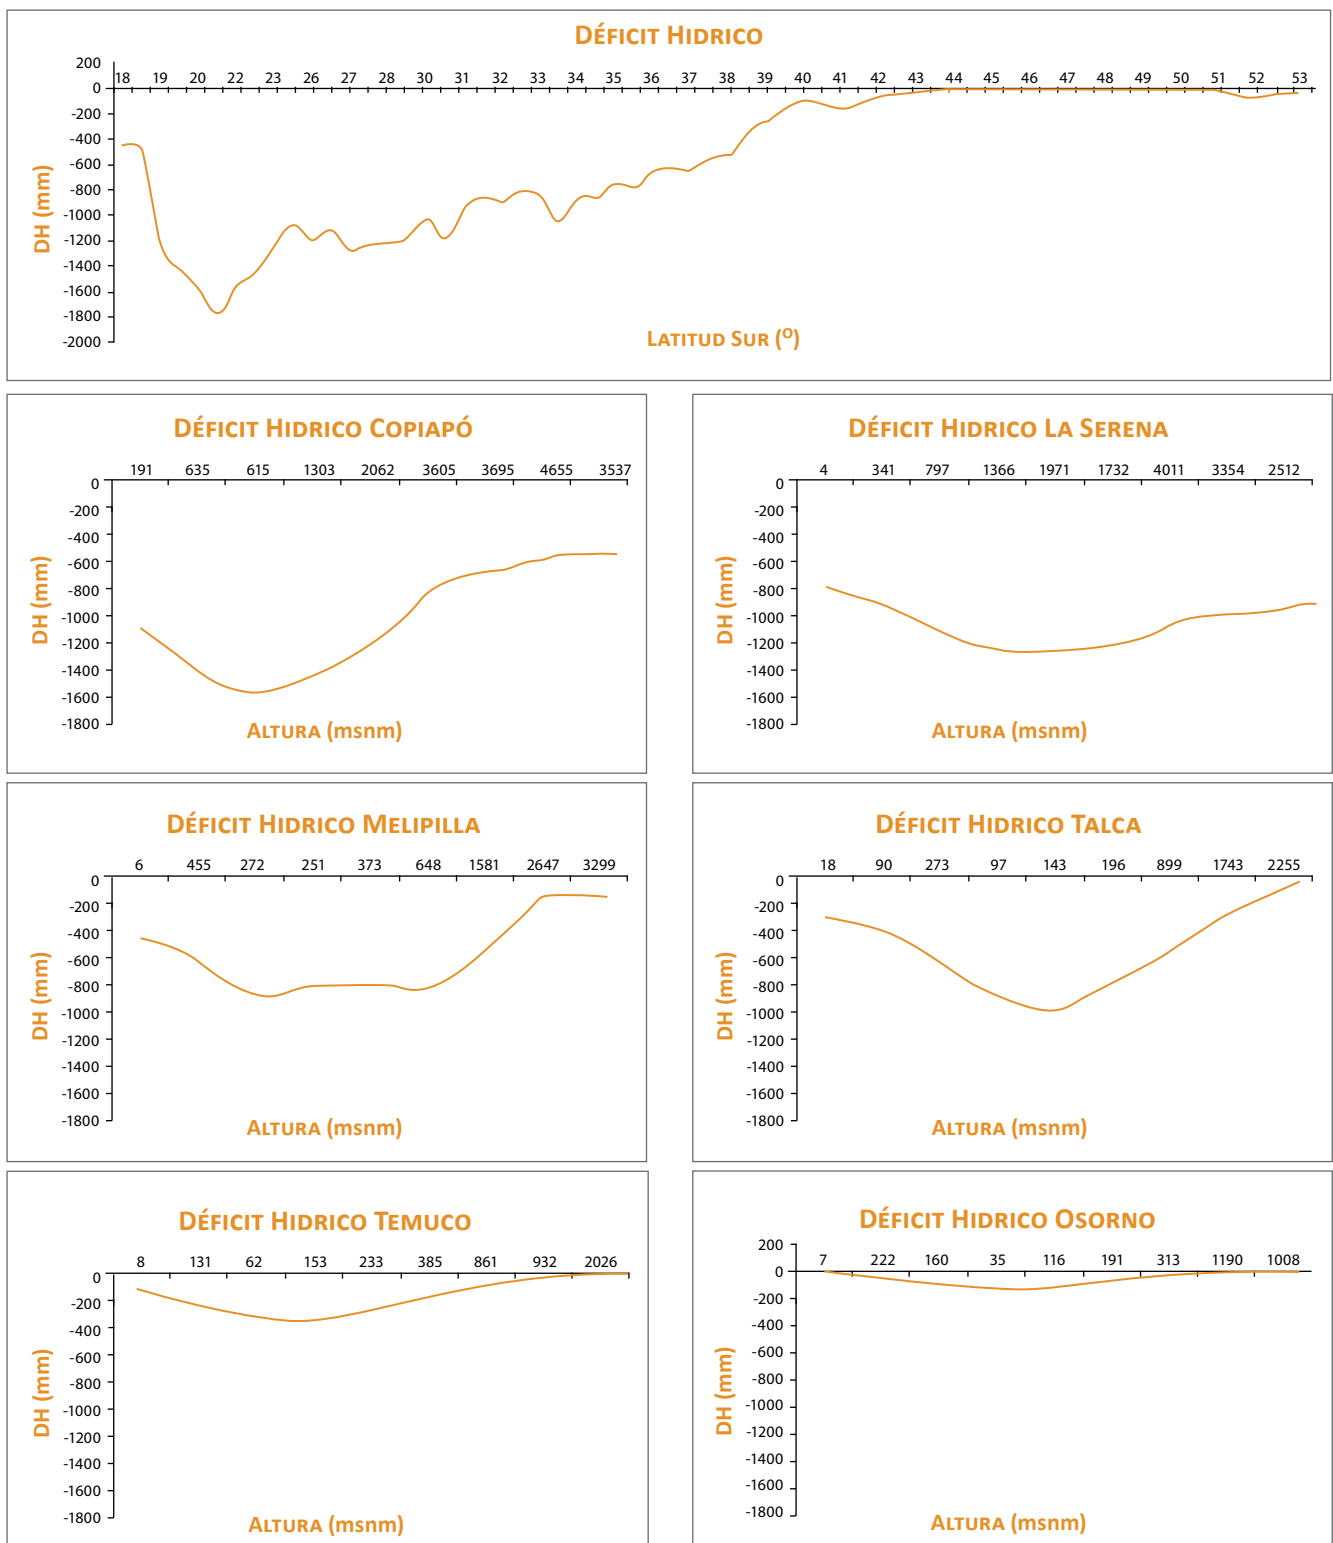 DÉFICIT HIDRICO
200
18 19 20 22 23 26 27 28 30 31 32 33 34 35 36 37 38 39 40 41 42 43 44 45 46 47 48 49 50 51 52 53
0
-200
-400
-600
-800
-1000
-1200
-1400
-1600
-1800
-2000
DH (mm)
LATITUD SUR (º)
DÉFICIT HIDRICO COPIAPÓ
191 635 615 1303 2062 3605 3695 4655 3537
0
-200
-400
-600
-800
-1000
-1200
-1400
-1600
-1800
DH (mm)
ALTURA (msnm)
DÉFICIT HIDRICO LA SERENA
4 341 797 1366 1971 1732 4011 3354 2512
0
-200
-400
-600
-800
-1000
-1200
-1400
-1600
-1800
DH (mm)
ALTURA (msnm)
DÉFICIT HIDRICO MELIPILLA
6 455 272 251 373 648 1581 2647 3299
0
-200
-400
-600
-800
-1000
-1200
-1400
-1600
-1800
DH (mm)
ALTURA (msnm)
DÉFICIT HIDRICO TALCA
18 90 273 97 143 196 899 1743 2255
0
-200
-400
-600
-800
-1000
-1200
-1400
-1600
-1800
DH (mm)
ALTURA (msnm)
DÉFICIT HIDRICO TEMUCO
8 131 62 153 233 385 861 932 2026
0
-200
-400
-600
-800
-1000
-1200
-1400
-1600
-1800
DH (mm)
ALTURA (msnm)
DÉFICIT HIDRICO OSORNO
200
7 222 160 35 116 191 313 1190 1008
0
-200
-400
-600
-800
-1000
-1200
-1400
-1600
-1800
DH (mm)
ALTURA (msnm)